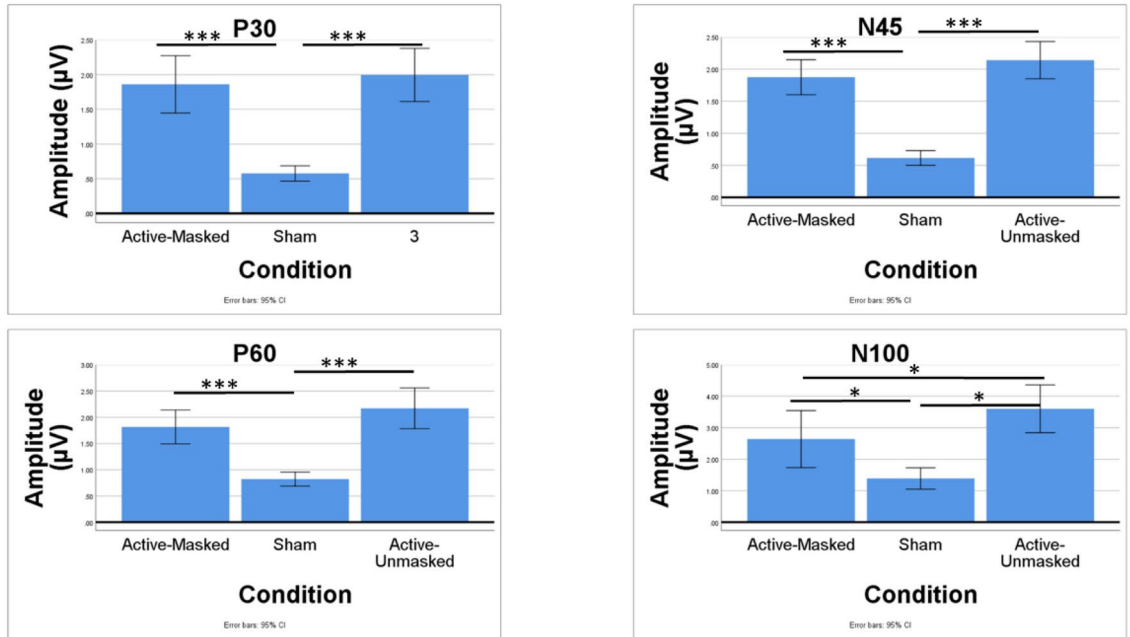 P30
*** ***
Amplitude (µV)
2.50
2.00
1.50
1.00
.50
.00
Active-Masked Sham 3
Condition
Error bars: 95% CI
N45
*** ***
Amplitude
(µV)
2.50
2.00
1.50
1.00
.50
.00
Active-Masked Sham Active-
Unmasked
Condition
Error bars: 95% CI
P60
*** ***
Amplitude
(µV)
3.00
2.50
2.00
1.50
1.00
.50
.00
Active-Masked Sham Active-
Unmasked
Condition
Error bars: 95% CI
N100
*
* *
Amplitude
(µV)
5.00
4.00
3.00
2.00
1.00
.00
Active-Masked Sham Active-
Unmasked
Condition
Error bars: 95% CI